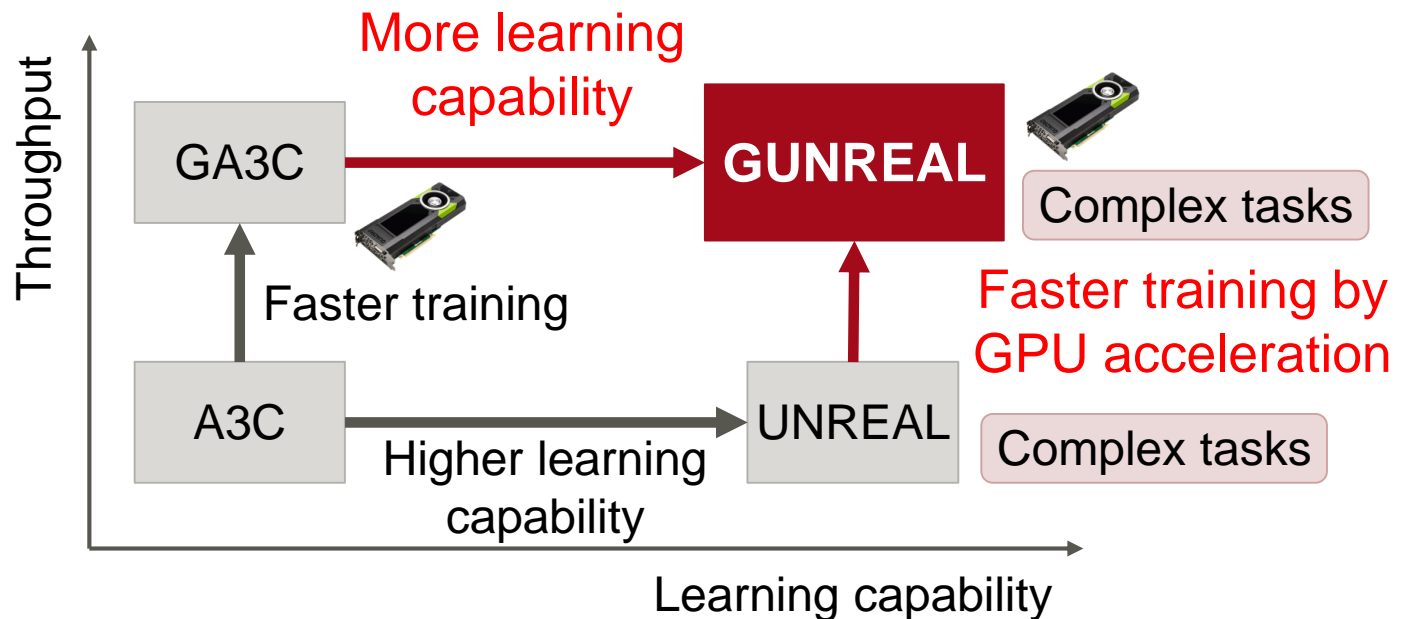 More learning
capability
Throughput
GA3C
GUNREAL
Complex tasks
Faster training
Faster training by
GPU acceleration
A3C
UNREAL
Higher learning
capability
Complex tasks
Learning capability